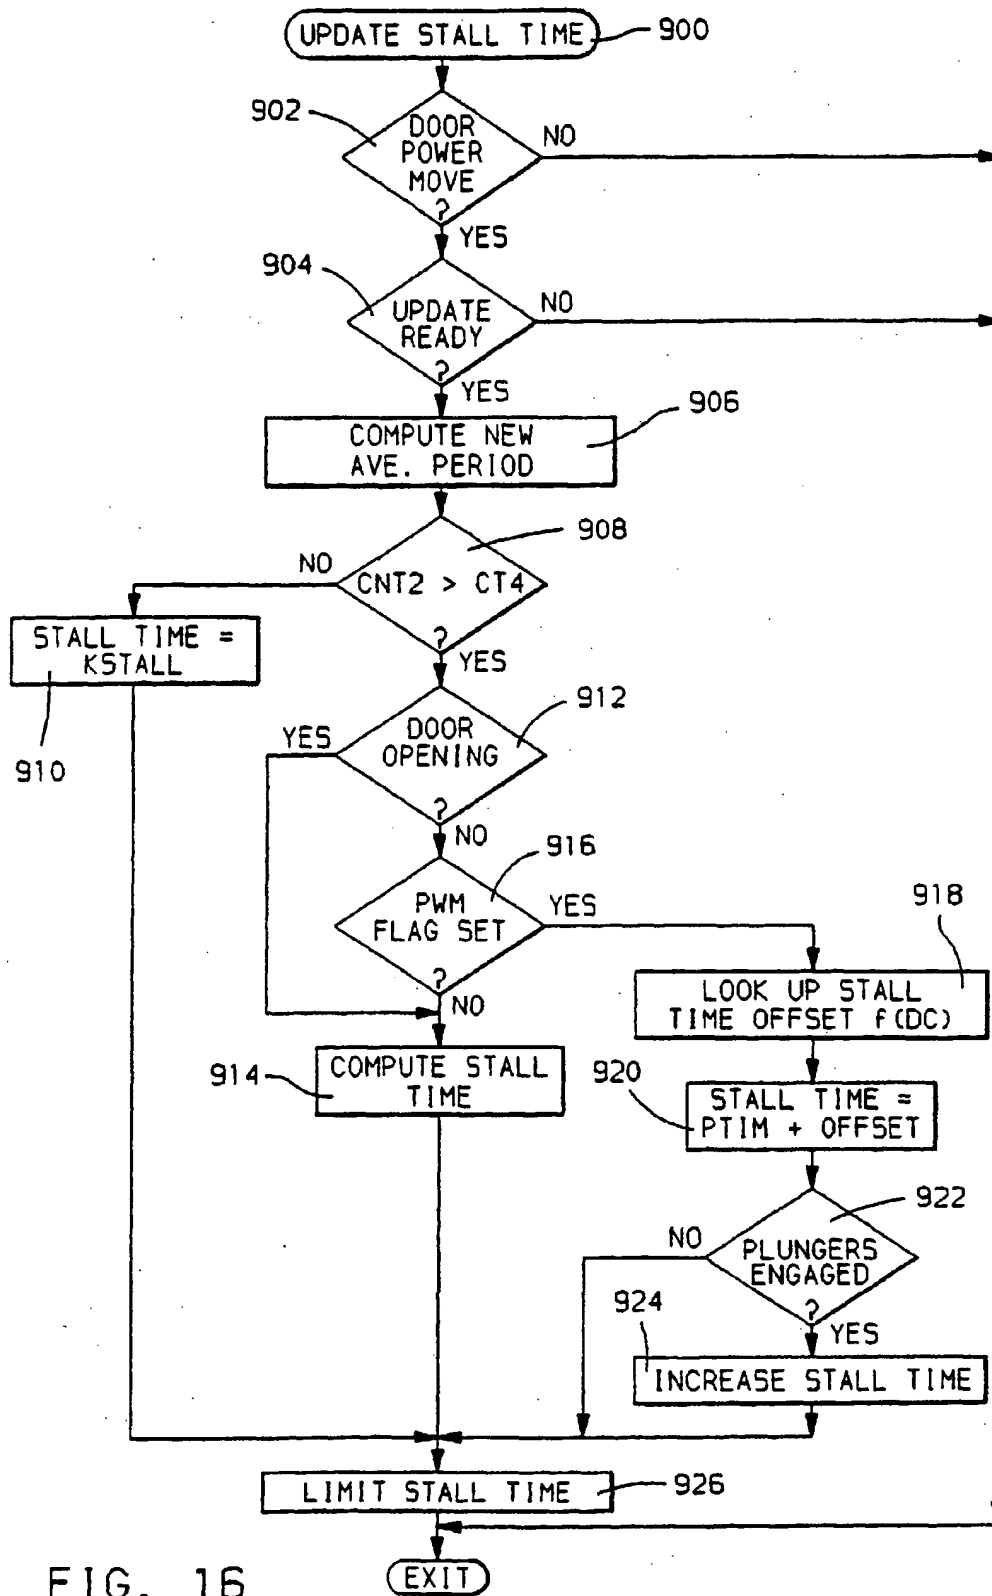 UPDATE STALL TIME
900
902
DOOR
POWER
MOVE
?
NO
YES
904
UPDATE
READY
?
NO
YES
906
COMPUTE NEW
AVE. PERIOD
908
NO
CNT2 > CT4
?
YES
STALL TIME =
KSTALL
910
912
YES
DOOR
OPENING
?
NO
916
PWM
FLAG SET
?
YES
NO
918
LOOK UP STALL
TIME OFFSET f(DC)
914
COMPUTE STALL
TIME
920
STALL TIME =
PTIM + OFFSET
922
NO
PLUNGERS
ENGAGED
?
YES
924
INCREASE STALL TIME
LIMIT STALL TIME
926
EXIT
FIG. 16